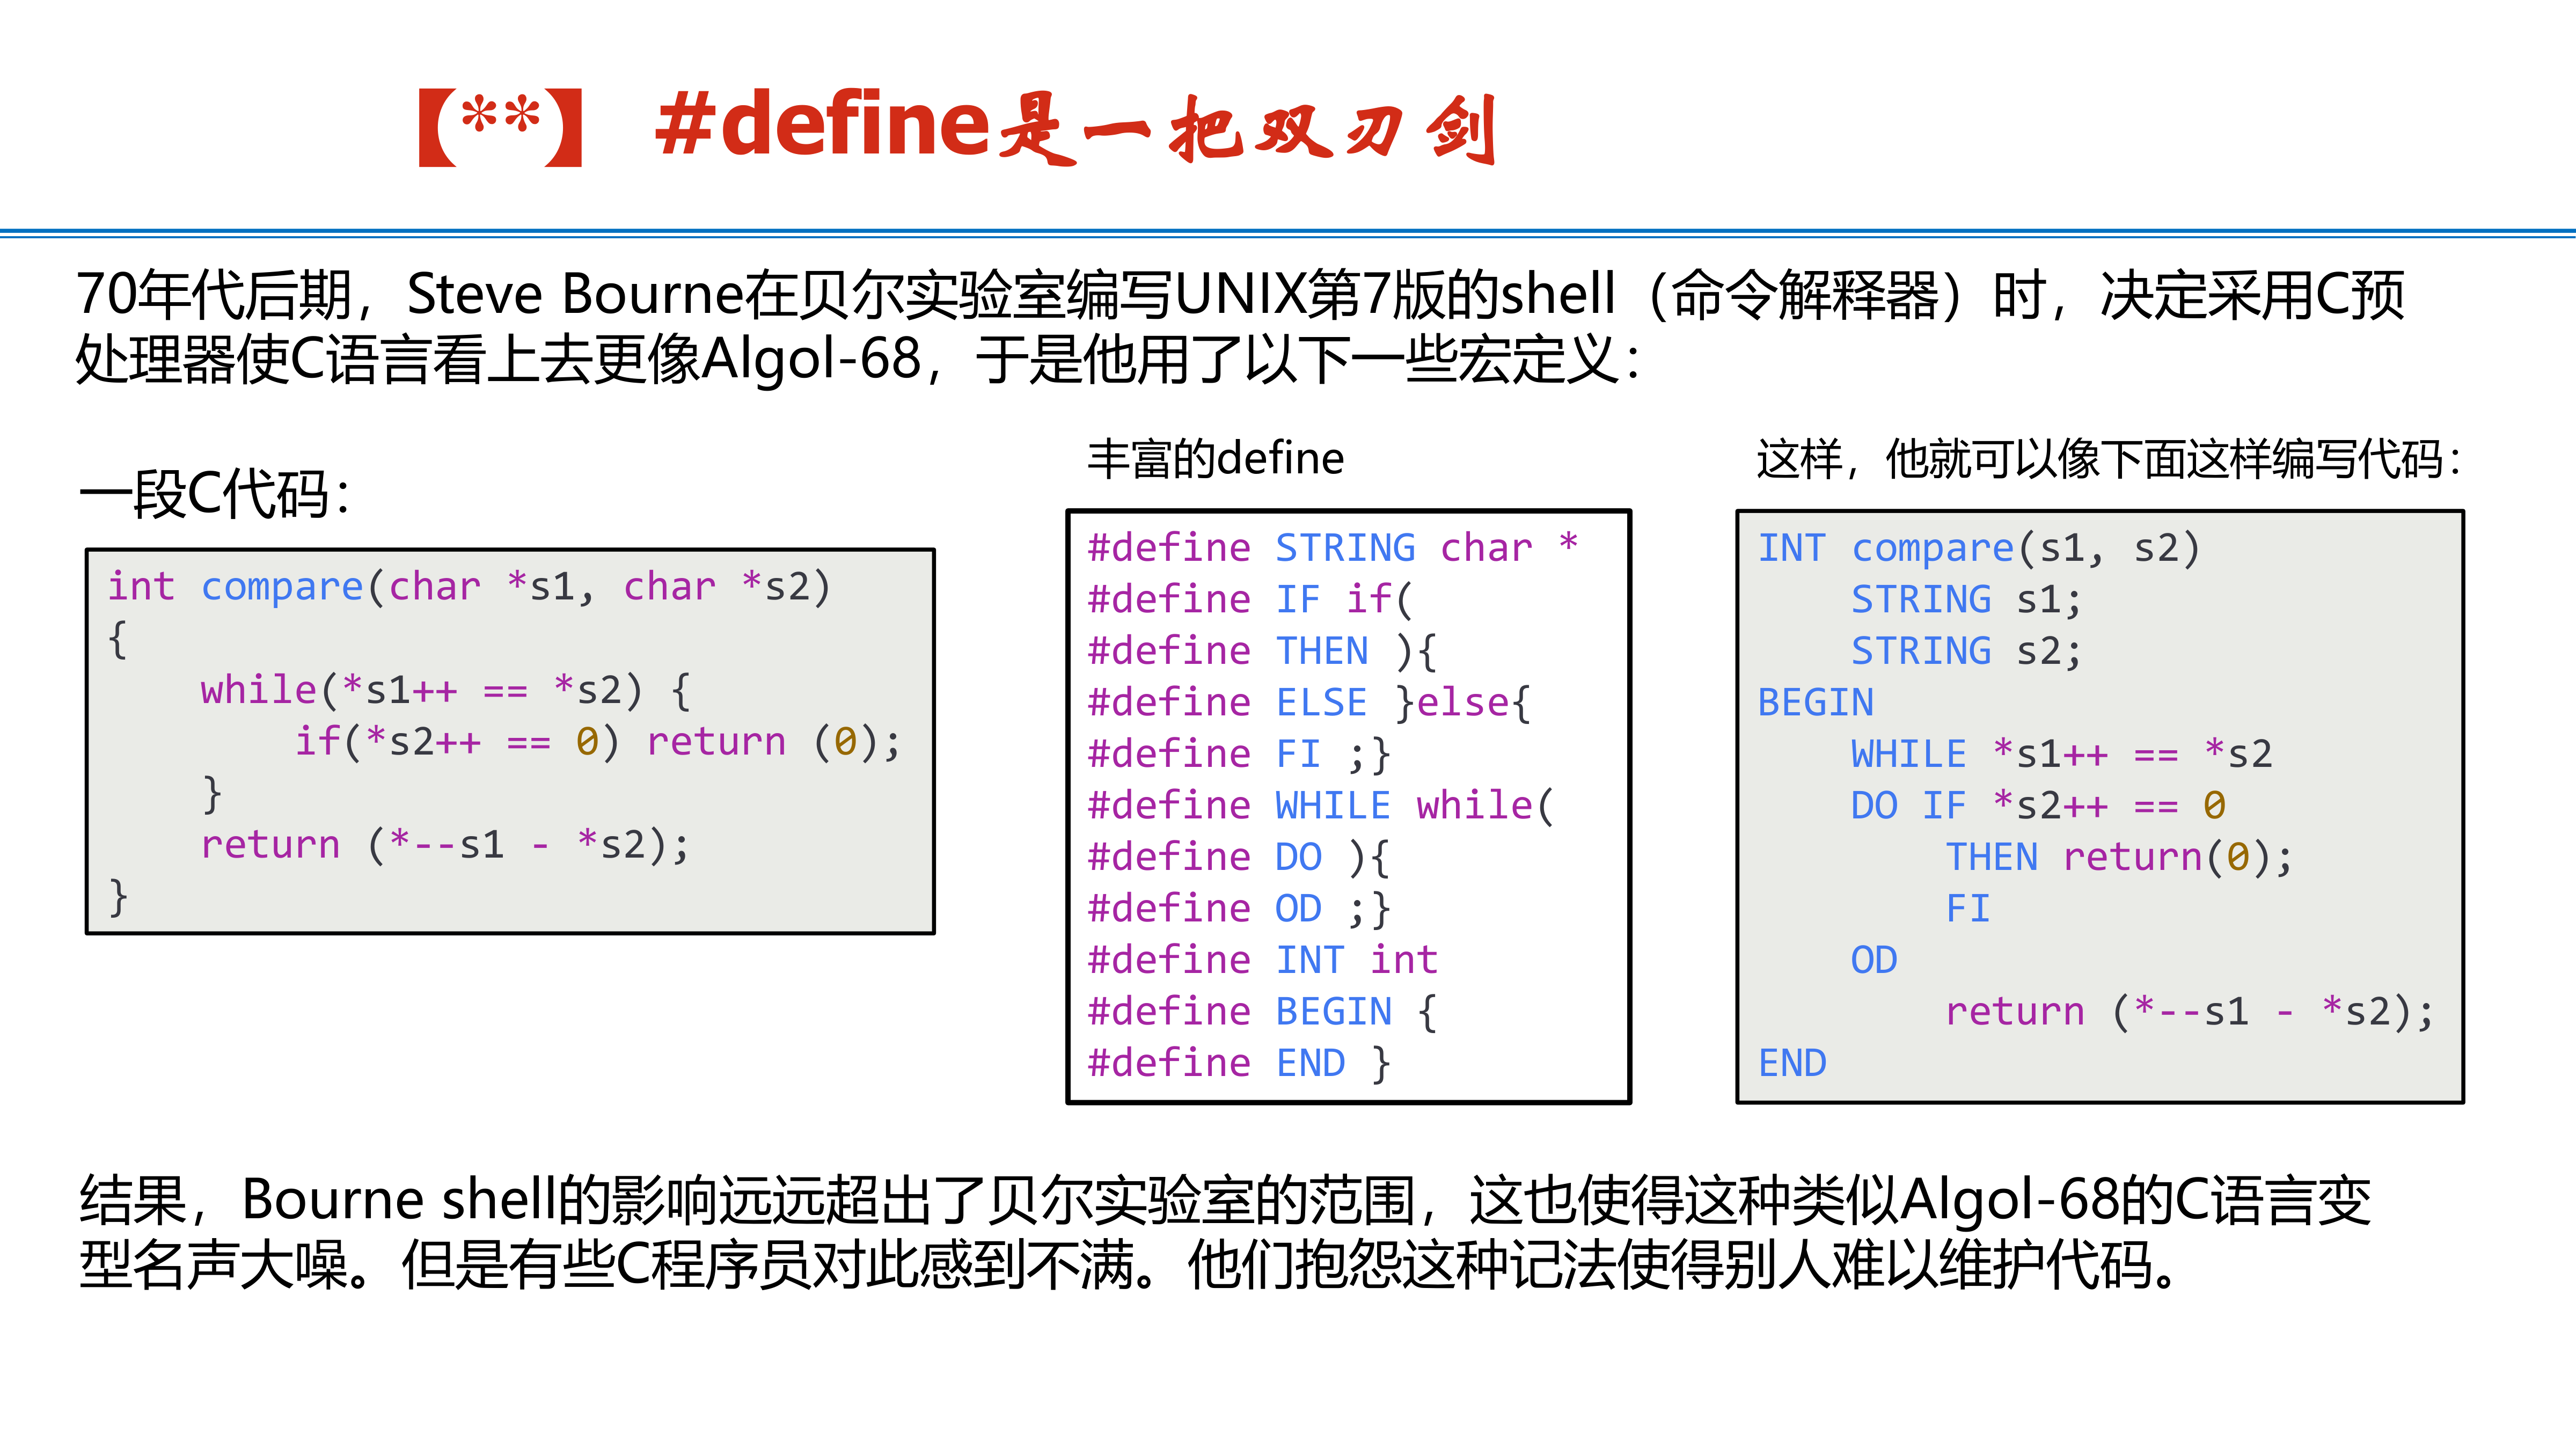 【**】 #define是一把双刃剑
70年代后期，Steve Bourne在贝尔实验室编写UNIX第7版的shell（命令解释器）时，决定采用C预
处理器使C语言看上去更像Algol-68，于是他用了以下一些宏定义：
一段C代码：
int compare(char *s1, char *s2)
{
    while(*s1++ == *s2) {
        if(*s2++ == 0) return (0);
    }
    return (*--s1 - *s2);
}
丰富的define
#define STRING char *
#define IF if(
#define THEN ){
#define ELSE }else{
#define FI ;}
#define WHILE while(
#define DO ){
#define OD ;}
#define INT int
#define BEGIN {
#define END }
这样，他就可以像下面这样编写代码：
INT compare(s1, s2)
    STRING s1;
    STRING s2;
BEGIN
    WHILE *s1++ == *s2
    DO IF *s2++ == 0
        THEN return(0);
        FI
    OD
        return (*--s1 - *s2);
END
结果，Bourne shell的影响远远超出了贝尔实验室的范围，这也使得这种类似Algol-68的C语言变
型名声大噪。但是有些C程序员对此感到不满。他们抱怨这种记法使得别人难以维护代码。